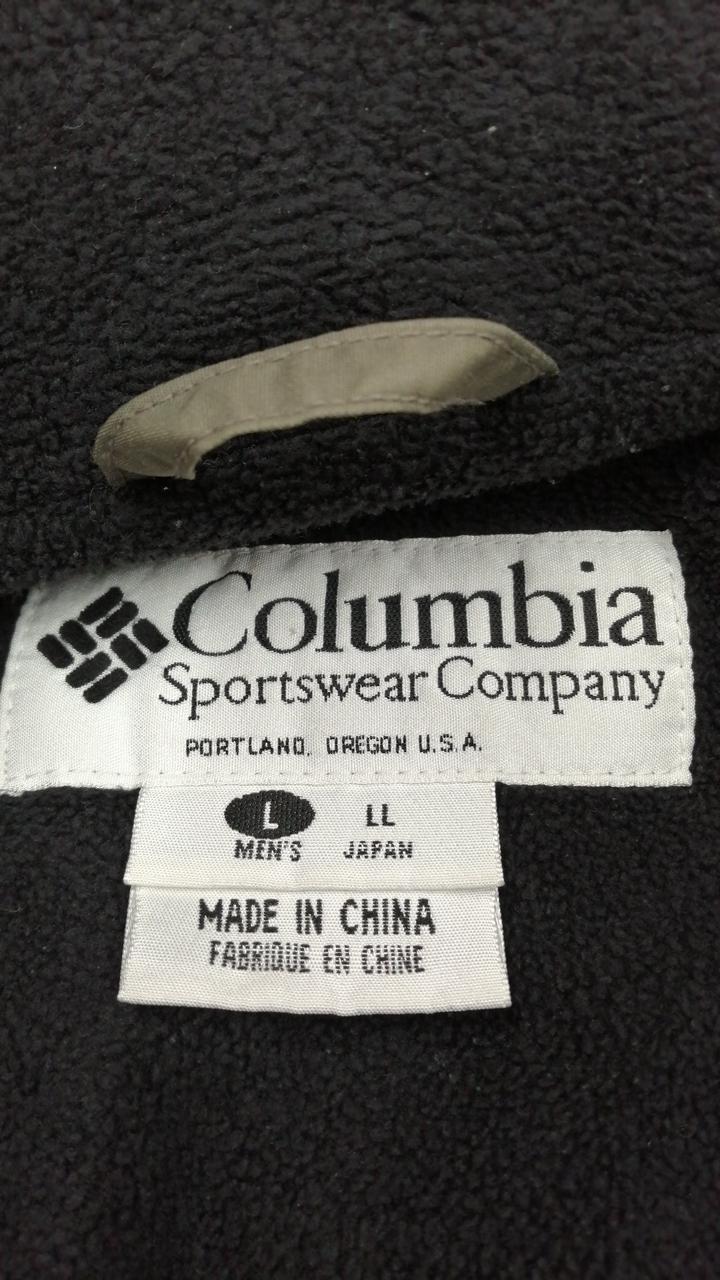 Columbia
Sportswear Company
PORTLAND, OREGON U.S.A.
L LL
MEN'S JAPAN
MADE IN CHINA
FABRIQUE EN CHINE